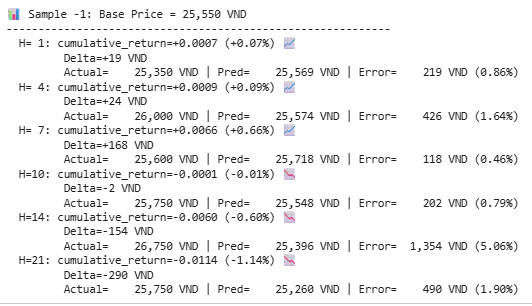 📊 Sample -1: Base Price = 25,550 VND
------------------------------------------------------------
H= 1: cumulative_return=+0.0007 (+0.07%) 📈
Delta=+19 VND
Actual=    25,350 VND | Pred=    25,569 VND | Error=    219 VND (0.86%)
H= 4: cumulative_return=+0.0009 (+0.09%) 📈
Delta=+24 VND
Actual=    26,000 VND | Pred=    25,574 VND | Error=    426 VND (1.64%)
H= 7: cumulative_return=+0.0066 (+0.66%) 📈
Delta=+168 VND
Actual=    25,600 VND | Pred=    25,718 VND | Error=    118 VND (0.46%)
H=10: cumulative_return=-0.0001 (-0.01%) 📉
Delta=-2 VND
Actual=    25,750 VND | Pred=    25,548 VND | Error=    202 VND (0.79%)
H=14: cumulative_return=-0.0060 (-0.60%) 📉
Delta=-154 VND
Actual=    26,750 VND | Pred=    25,396 VND | Error=  1,354 VND (5.06%)
H=21: cumulative_return=-0.0114 (-1.14%) 📉
Delta=-290 VND
Actual=    25,750 VND | Pred=    25,260 VND | Error=    490 VND (1.90%)